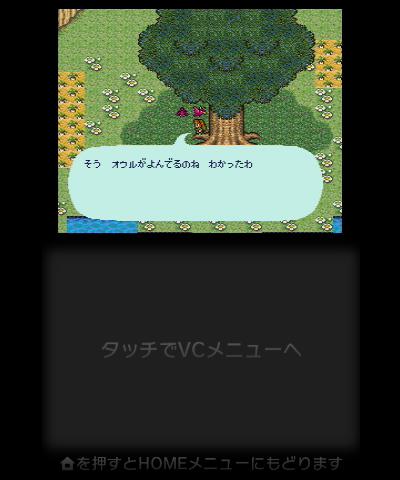 そう　オウルがよんでるのね　わかったわ
タッチでVCメニューへ
を押すとHOMEメニューにもどります